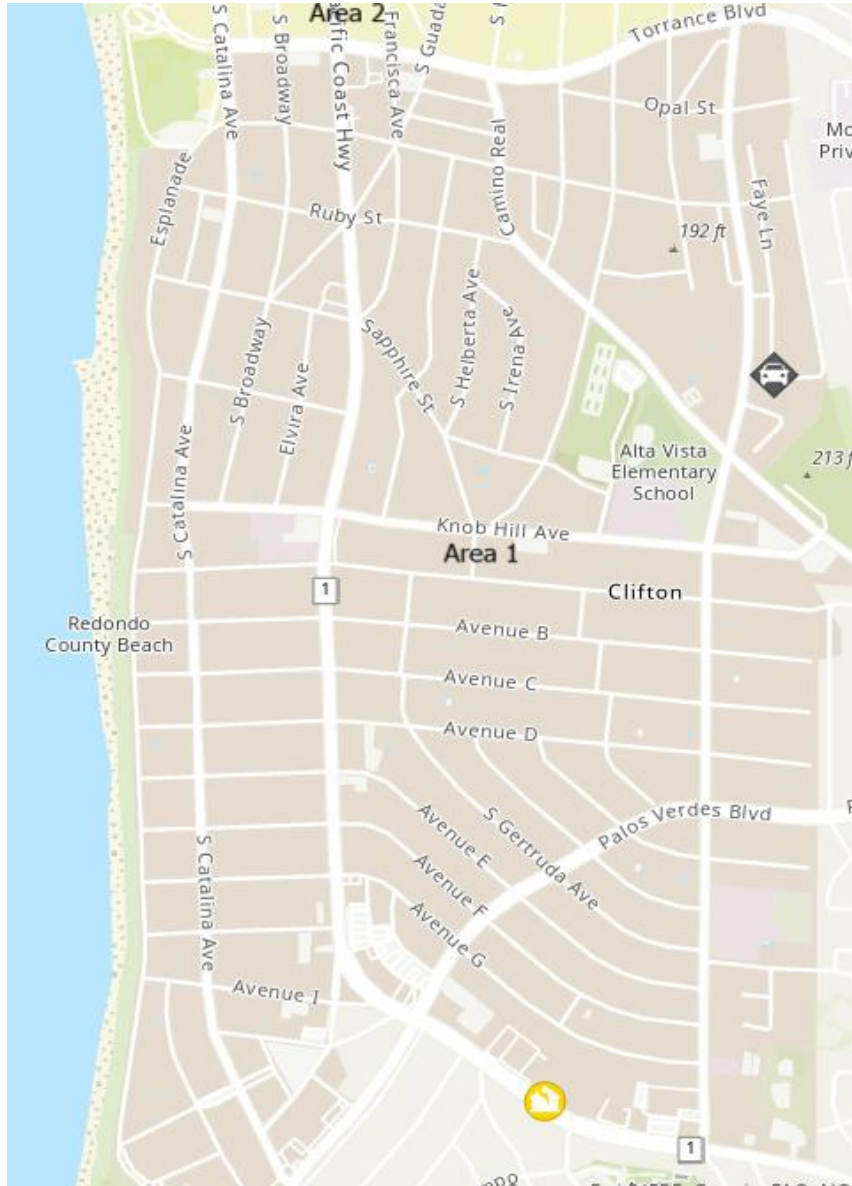 Area 2
S Catalina Ave
S Broadway
Pacific Coast Hwy
Francisca Ave
Torrance Blvd
Opal St
Camino Real
Esplanade
Ruby St
Faye Ln
192 ft
S Helberta Ave
S Irena Ave
Sapphire St
S Broadway
Elvira Ave
S Catalina Ave
Alta Vista
Elementary
School
Knob Hill Ave
Area 1
1
Clifton
Redondo
County Beach
Avenue B
Avenue C
Avenue D
Palos Verdes Blvd
S Gertruda Ave
Avenue E
Avenue F
Avenue G
S Catalina Ave
Avenue I
1